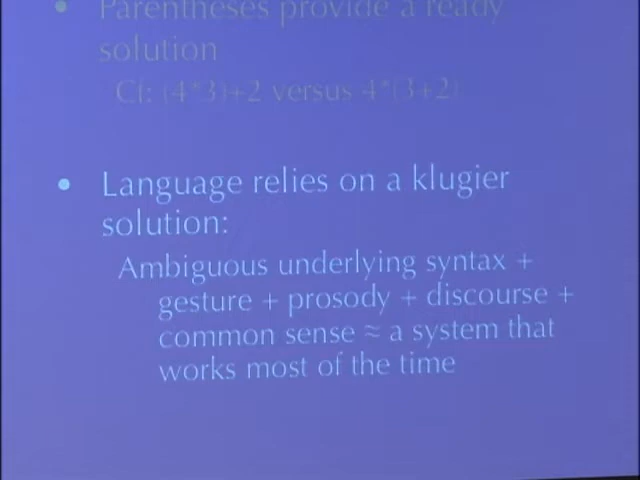 • Parentheses provide a ready
solution
Cf: (4*3)+2 versus 4*(3+2)
• Language relies on a klugier
solution:
Ambiguous underlying syntax +
gesture + prosody + discourse +
common sense ≈ a system that
works most of the time